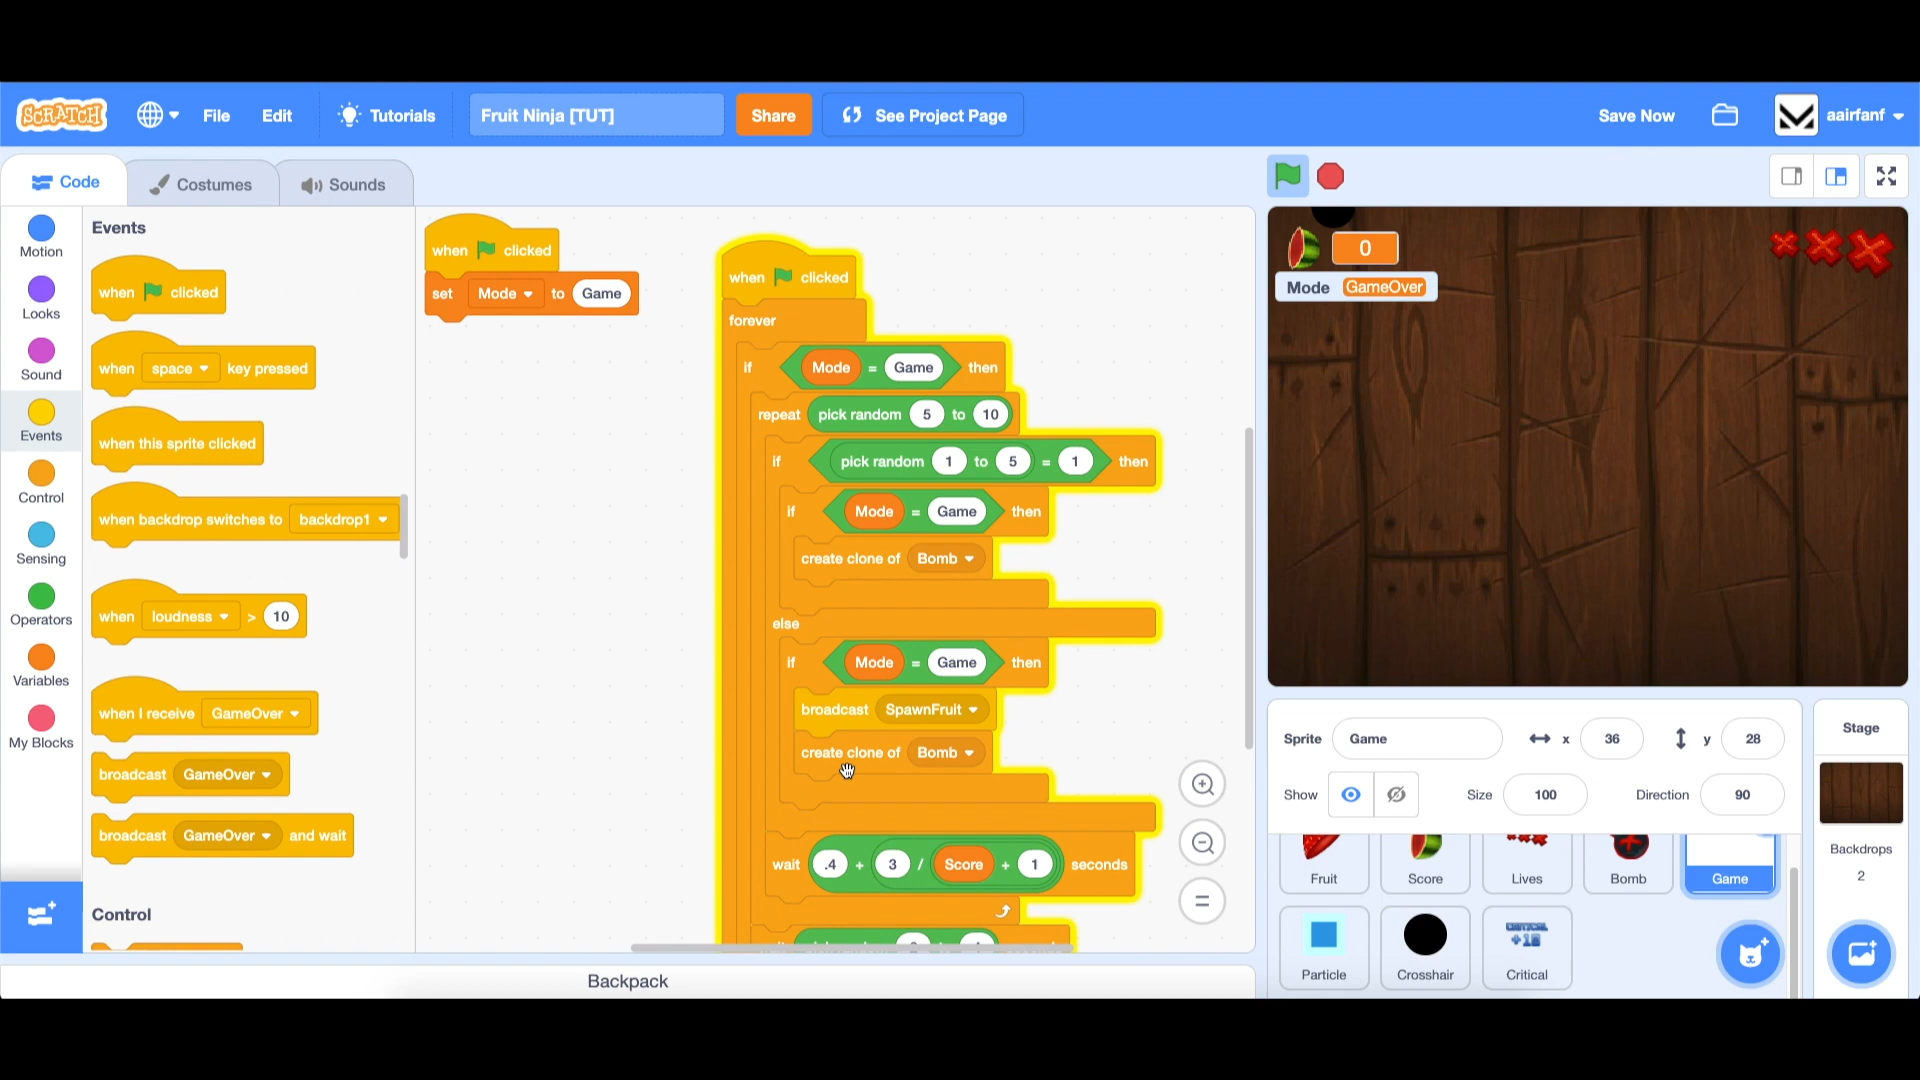 SCRATCH File Edit Tutorials Fruit Ninja [TUT] Share See Project Page Save Now aairfanf
Code Costumes Sounds
Motion
Looks
Sound
Events
Control
Sensing
Operators
Variables
My Blocks
Events
when clicked
when space key pressed
when this sprite clicked
when backdrop switches to backdrop1
when loudness > 10
when I receive GameOver
broadcast GameOver
broadcast GameOver and wait
Control
when clicked
set Mode to Game
when clicked
forever
if Mode = Game then
repeat pick random 5 to 10
if pick random 1 to 5 = 1 then
if Mode = Game then
create clone of Bomb
else
if Mode = Game then
broadcast SpawnFruit
create clone of Bomb
wait .4 + 3 / Score + 1 seconds
Backpack
0
Mode GameOver
Sprite Game x 36 y 28
Show Size 100 Direction 90
Fruit Score Lives Bomb Game
CRITICAL
+10
Particle Crosshair Critical
Stage
Backdrops
2